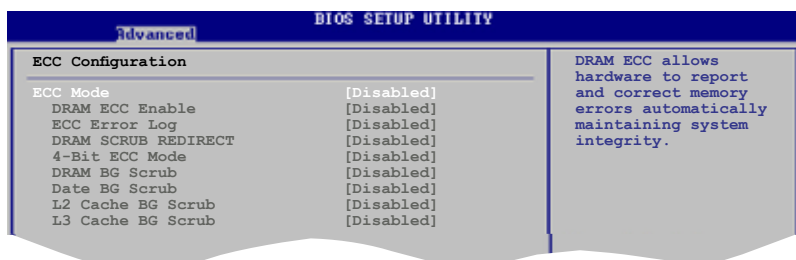 BIOS SETUP UTILITY
Advanced
ECC Configuration
ECC Mode [Disabled]
DRAM ECC Enable [Disabled]
ECC Error Log [Disabled]
DRAM SCRUB REDIRECT [Disabled]
4-Bit ECC Mode [Disabled]
DRAM BG Scrub [Disabled]
Date BG Scrub [Disabled]
L2 Cache BG Scrub [Disabled]
L3 Cache BG Scrub [Disabled]
DRAM ECC allows
hardware to report
and correct memory
errors automatically
maintaining system
integrity.